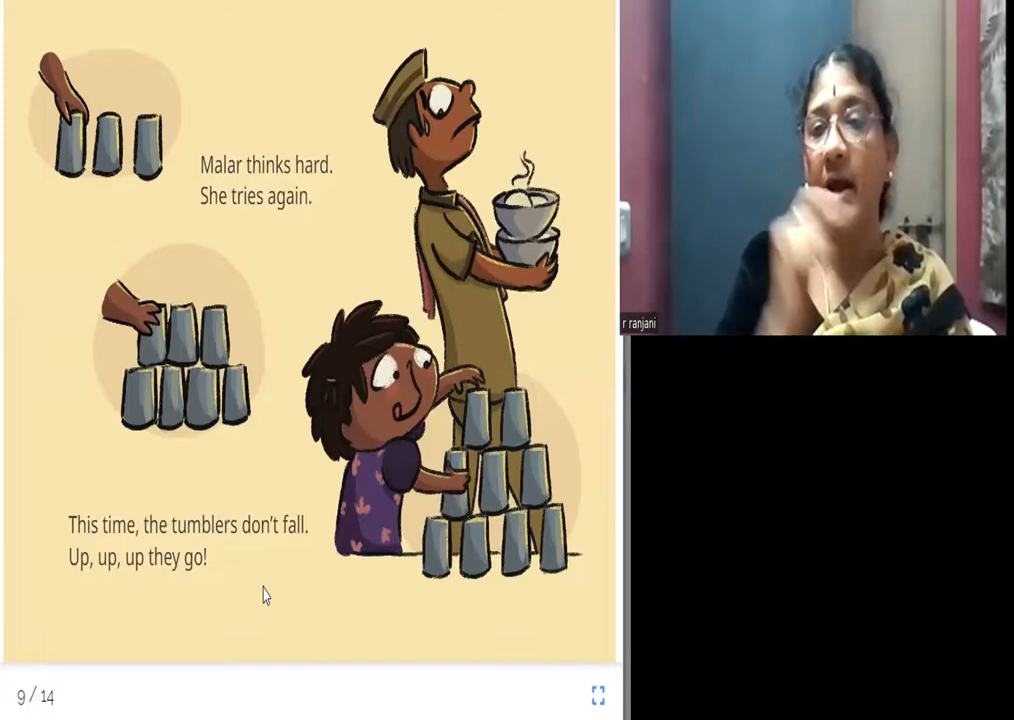 Malar thinks hard.
She tries again.
This time, the tumblers don't fall.
Up, up, up they go!
9 / 14
r ranjani